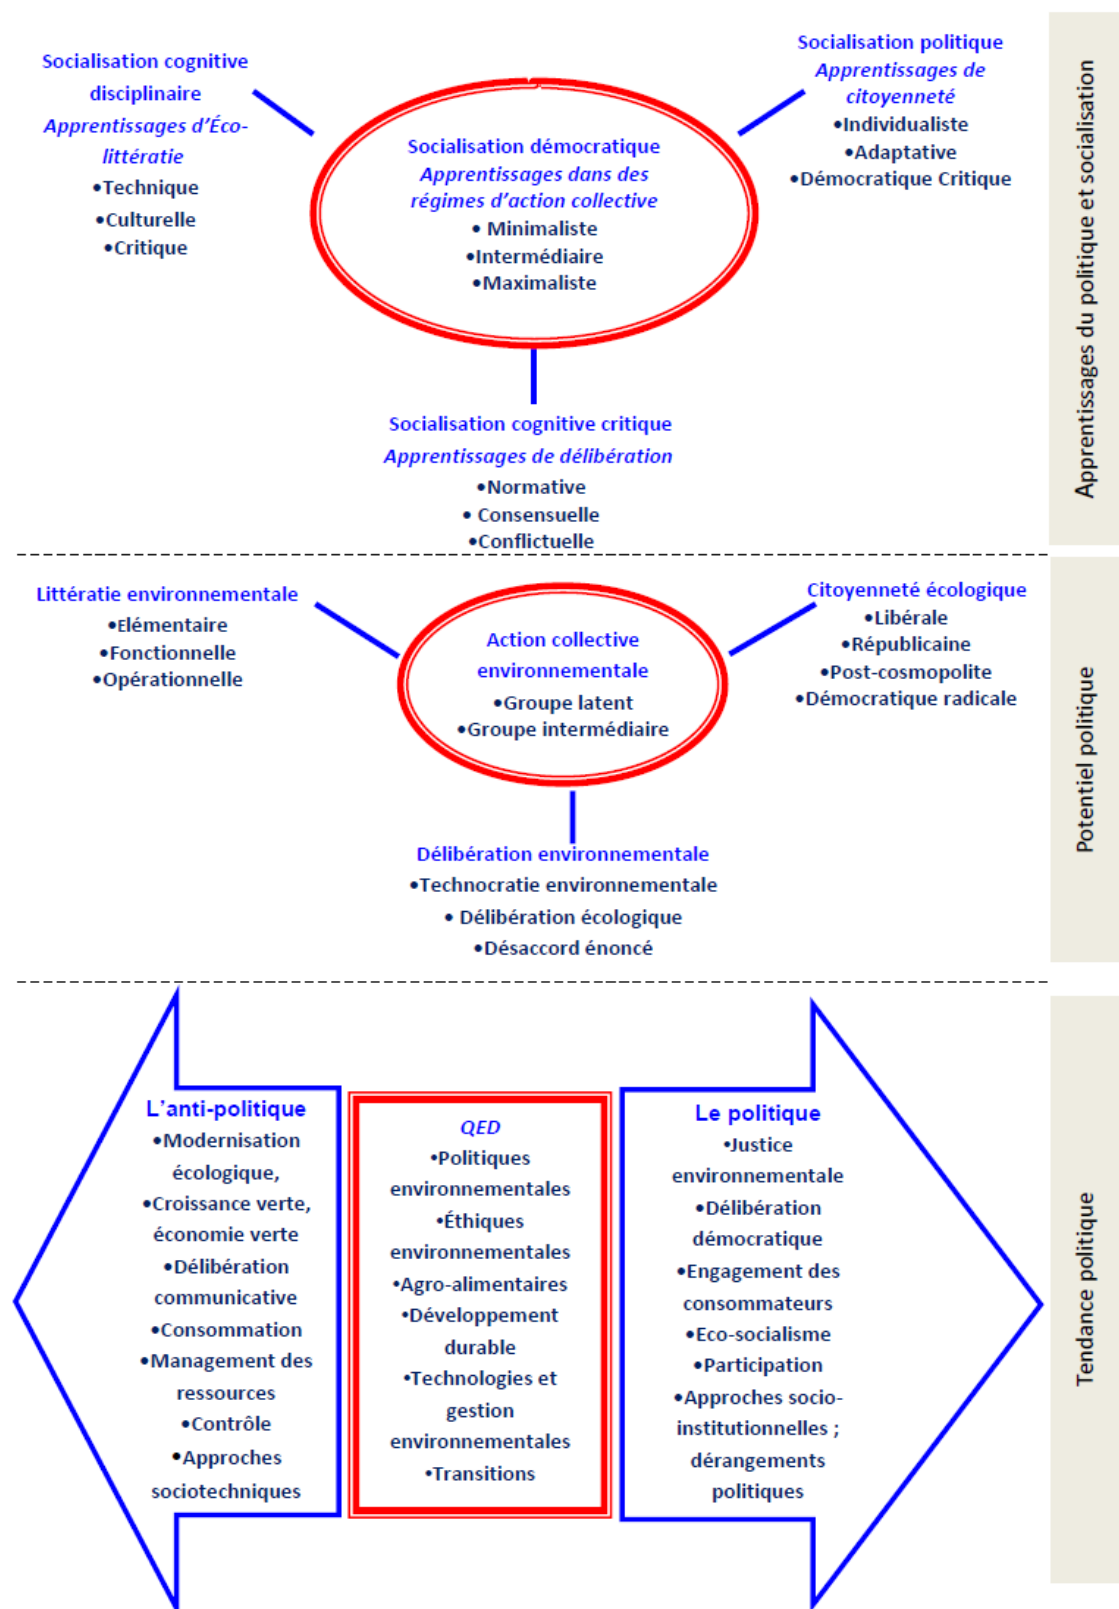 Socialisation cognitive
disciplinaire
Apprentissages d'Éco-
littératie
•Technique
•Culturelle
•Critique
Socialisation démocratique
Apprentissages dans des
régimes d'action collective
• Minimaliste
•Intermédiaire
•Maximaliste
Socialisation politique
Apprentissages de
citoyenneté
•Individualiste
•Adaptative
•Démocratique Critique
Socialisation cognitive critique
Apprentissages de délibération
•Normative
• Consensuelle
•Conflictuelle
Apprentissages du politique et socialisation
Littératie environnementale
•Elémentaire
•Fonctionnelle
•Opérationnelle
Action collective
environnementale
•Groupe latent
•Groupe intermédiaire
Citoyenneté écologique
•Libérale
•Républicaine
•Post-cosmopolite
•Démocratique radicale
Délibération environnementale
•Technocratie environnementale
• Délibération écologique
•Désaccord énoncé
Potentiel politique
L'anti-politique
•Modernisation
écologique,
•Croissance verte,
économie verte
•Délibération
communicative
•Consommation
•Management des
ressources
•Contrôle
•Approches
sociotechniques
QED
•Politiques
environnementales
•Éthiques
environnementales
•Agro-alimentaires
•Développement
durable
•Technologies et
gestion
environnementales
•Transitions
Le politique
•Justice
environnementale
•Délibération
démocratique
•Engagement des
consommateurs
•Eco-socialisme
•Participation
•Approches socio-
institutionnelles ;
dérangements
politiques
Tendance politique